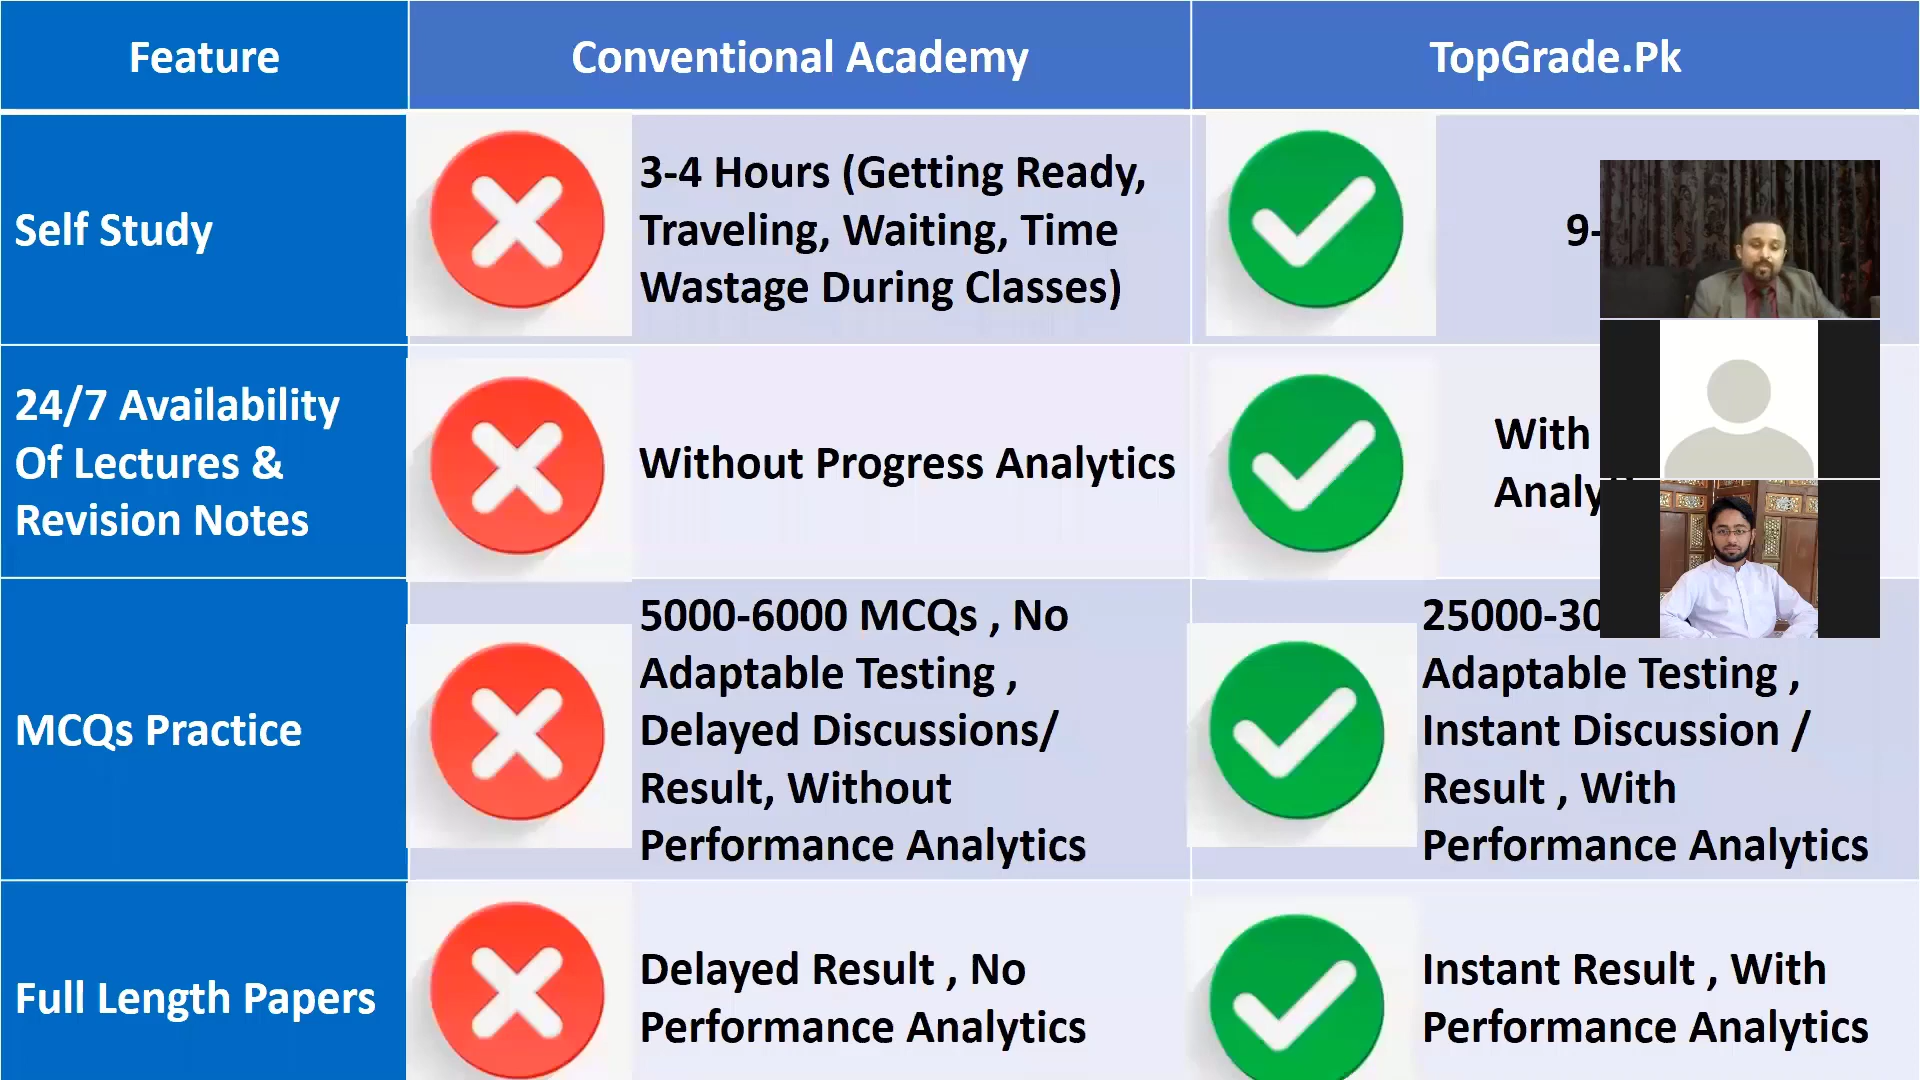 Feature
Conventional Academy
TopGrade.Pk
Self Study
3-4 Hours (Getting Ready,
Traveling, Waiting, Time
Wastage During Classes)
9-
24/7 Availability
Of Lectures &
Revision Notes
Without Progress Analytics
With
MCQs Practice
5000-6000 MCQs , No
Adaptable Testing ,
Delayed Discussions/
Result, Without
Performance Analytics
25000-30
Adaptable Testing ,
Instant Discussion /
Result , With
Performance Analytics
Full Length Papers
Delayed Result , No
Performance Analytics
Instant Result , With
Performance Analytics